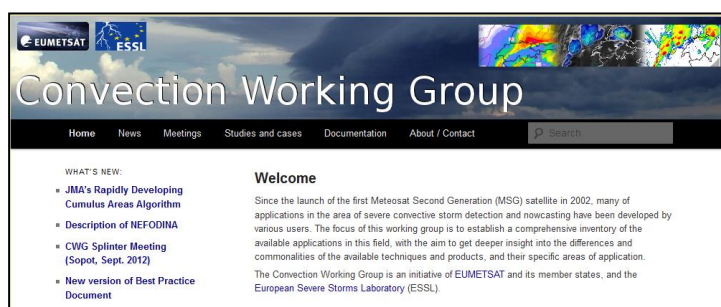 EUMETSAT
ESSL
Convection Working Group
Home News Meetings Studies and cases Documentation About / Contact Search
WHAT'S NEW:
JMA's Rapidly Developing
Cumulus Areas Algorithm
Description of NEFODINA
CWG Splinter Meeting
(Sopot, Sept. 2012)
New version of Best Practice
Document
Welcome
Since the launch of the first Meteosat Second Generation (MSG) satellite in 2002, many of
applications in the area of severe convective storm detection and nowcasting have been developed by
various users. The focus of this working group is to establish a comprehensive inventory of the
available applications in this field, with the aim to get deeper insight into the differences and
commonalities of the available techniques and products, and their specific areas of application.
The Convection Working Group is an initiative of EUMETSAT and its member states, and the
European Severe Storms Laboratory (ESSL).